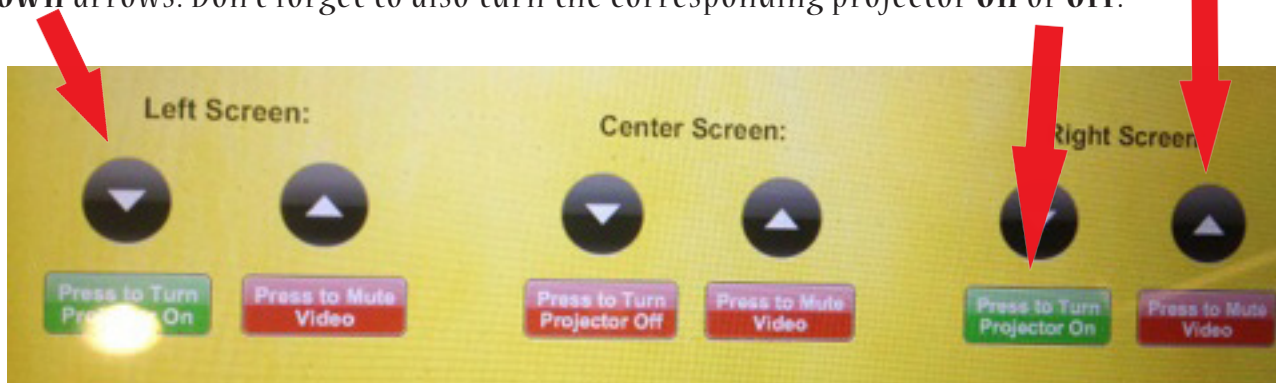 own arrows. Don't forget to also turn the corresponding projector on or off.
Left Screen:
Center Screen:
Right Screen
Press to Turn
Projector On
Press to Mute
Video
Press to Turn
Projector Off
Press to Mute
Video
Press to Turn
Projector On
Press to Mute
Video